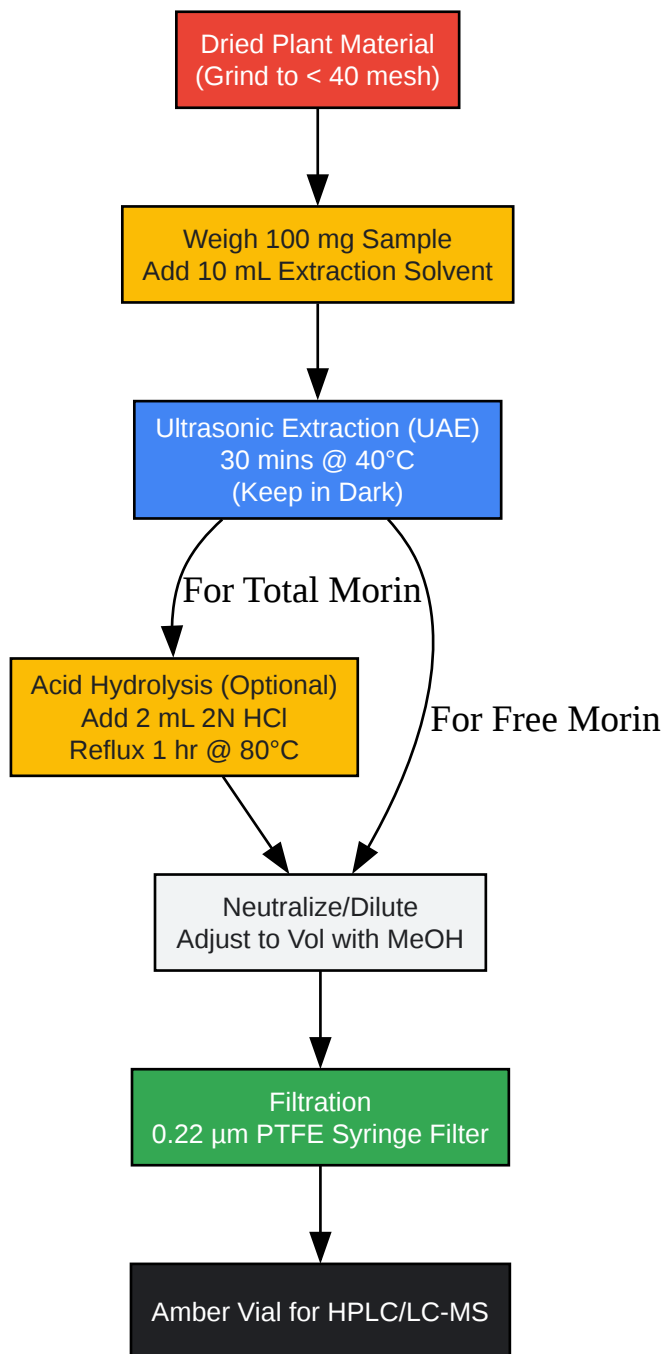 Dried Plant Material
(Grind to < 40 mesh)
Weigh 100 mg Sample
Add 10 mL Extraction Solvent
Ultrasonic Extraction (UAE)
30 mins @ 40°C
(Keep in Dark)
For Total Morin
Acid Hydrolysis (Optional)
Add 2 mL 2N HCl
Reflux 1 hr @ 80°C
For Free Morin
Neutralize/Dilute
Adjust to Vol with MeOH
Filtration
0.22 µm PTFE Syringe Filter
Amber Vial for HPLC/LC-MS